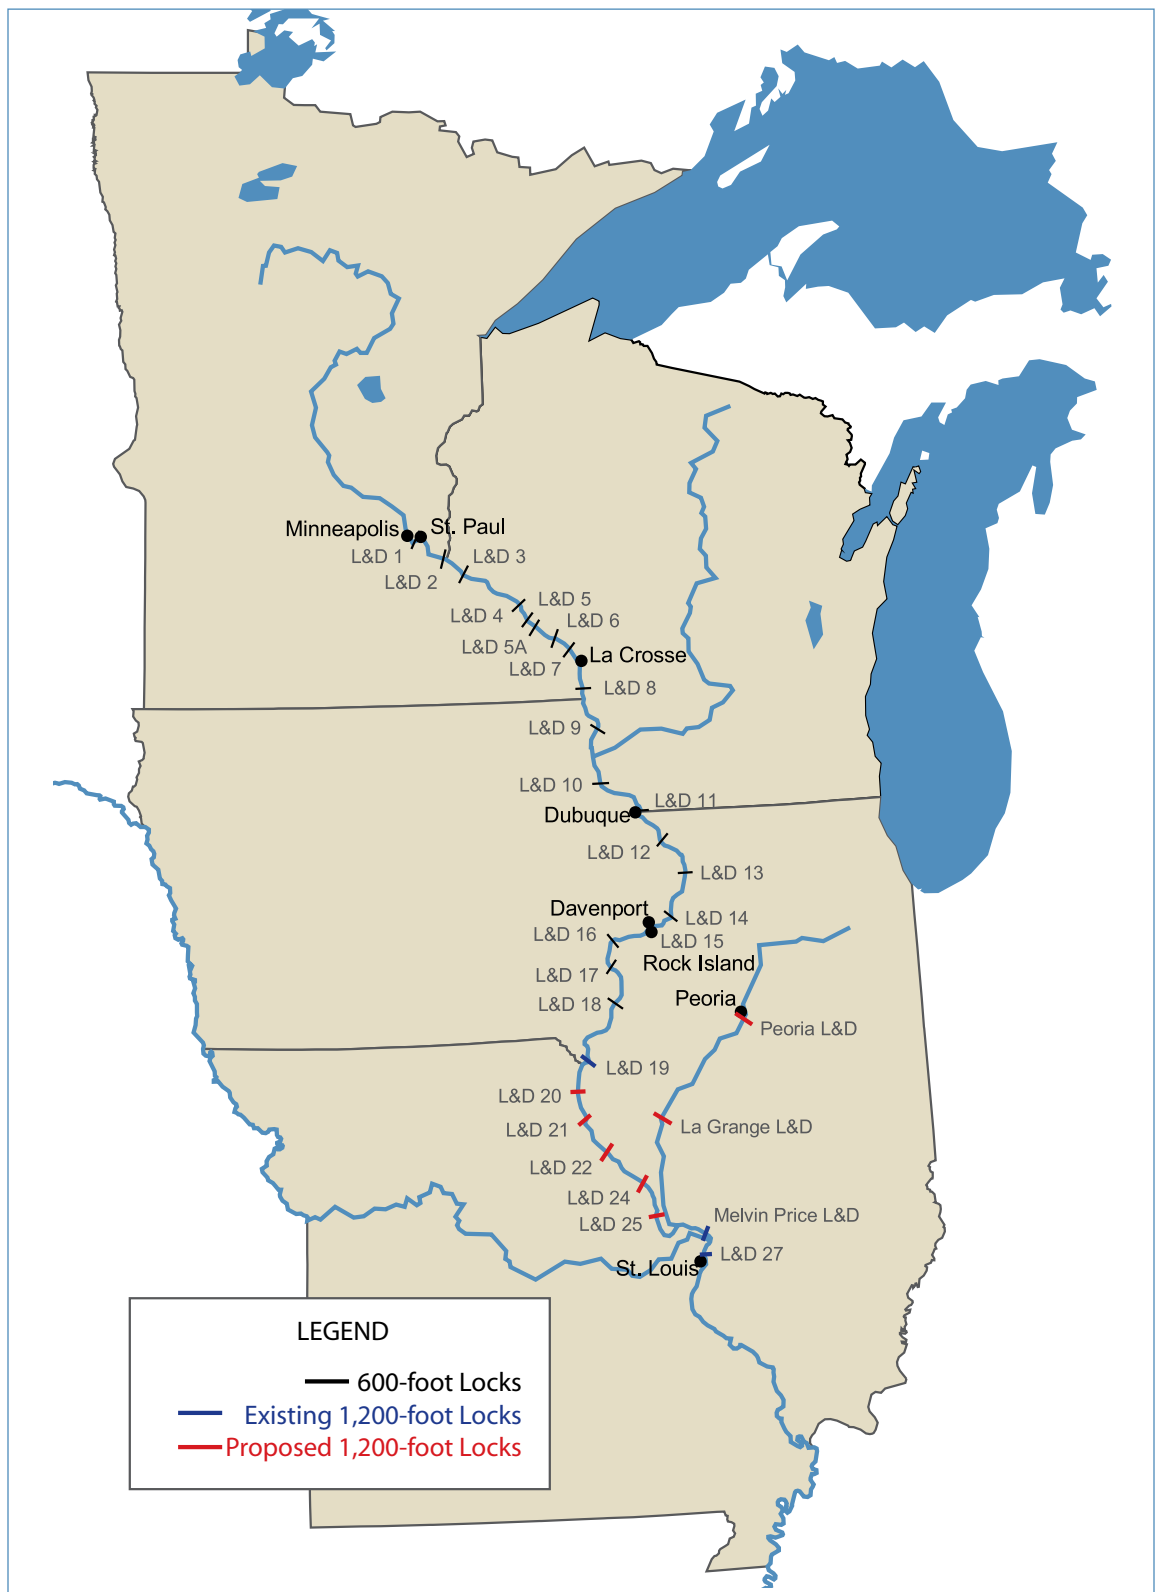 Minneapolis
St. Paul
L&D 1
L&D 2
L&D 3
L&D 5
L&D 4
L&D 6
L&D 5A
L&D 7
La Crosse
L&D 8
L&D 9
L&D 10
L&D 11
Dubuque
L&D 12
L&D 13
Davenport
L&D 14
L&D 16
L&D 15
Rock Island
L&D 17
Peoria
L&D 18
Peoria L&D
L&D 19
L&D 20
La Grange L&D
L&D 21
L&D 22
L&D 24
Melvin Price L&D
L&D 25
L&D 27
St. Louis
LEGEND
600-foot Locks
Existing 1,200-foot Locks
Proposed 1,200-foot Locks